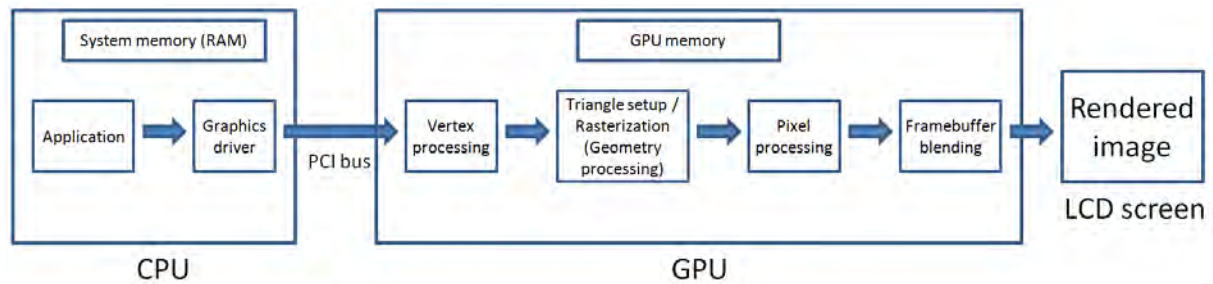 System memory (RAM)
GPU memory
Application
Graphics
driver
PCI bus
Vertex
processing
Triangle setup /
Rasterization
(Geometry
processing)
Pixel
processing
Framebuffer
blending
Rendered
image
LCD screen
CPU
GPU